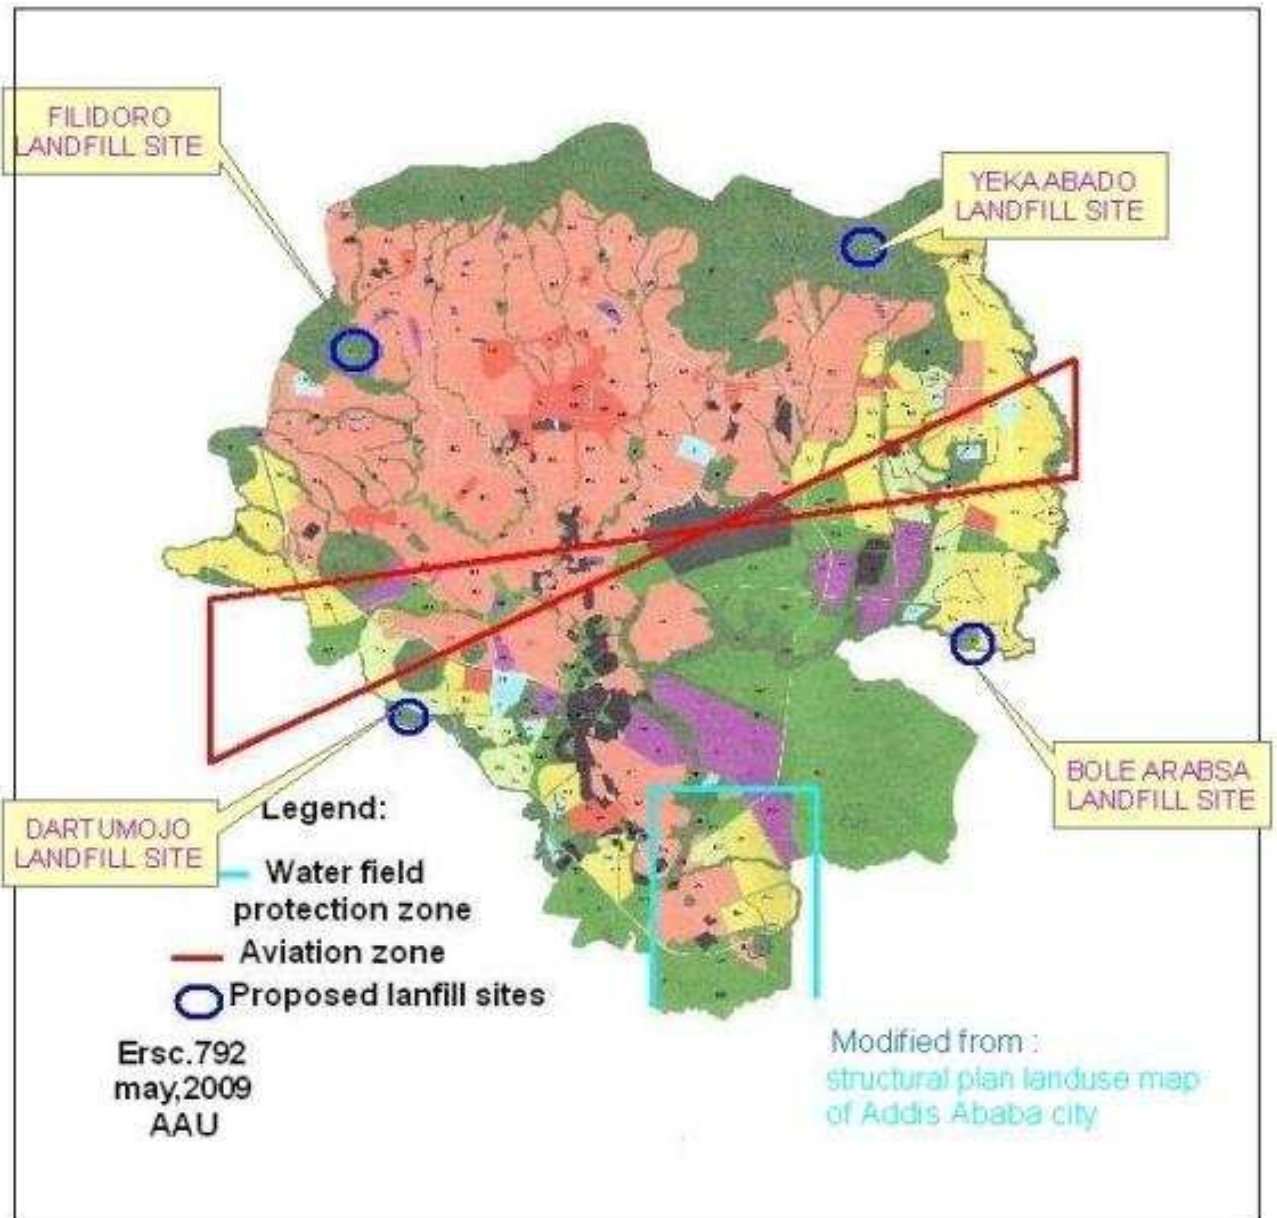 FILIDORO
LANDFILL SITE
YEKA ABADO
LANDFILL SITE
BOLE ARABSA
LANDFILL SITE
DARTUMOJO
LANDFILL SITE
Legend:
Water field
protection zone
Aviation zone
Proposed lanfill sites
Ersc.792
may,2009
AAU
Modified from :
structural plan landuse map
of Addis Ababa city